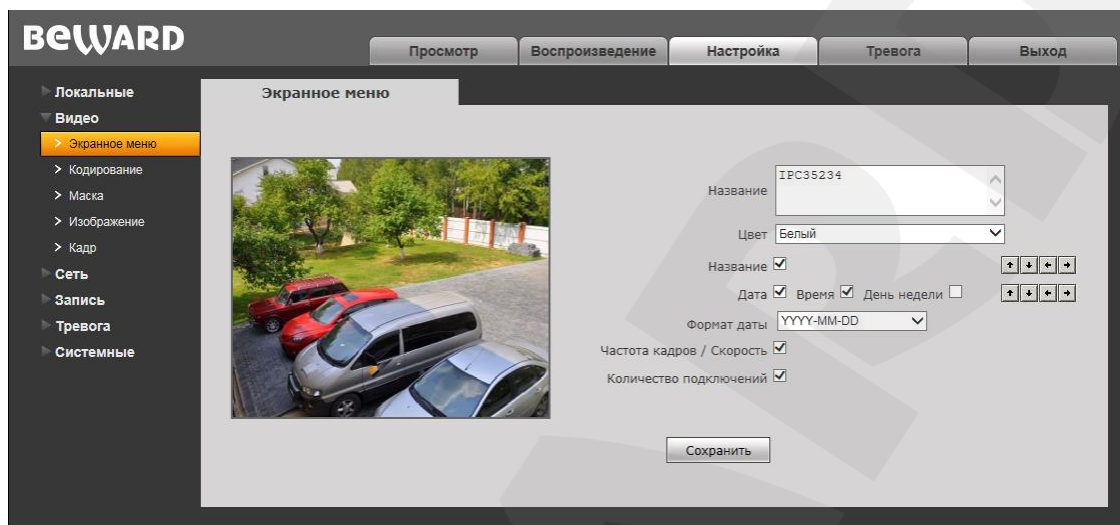 BEWARD
Просмотр Воспроизведение Настройка Тревога Выход
Локальные
Видео
Экранное меню
Кодирование
Маска
Изображение
Кадр
Сеть
Запись
Тревога
Системные
Экранное меню
Название IPC35234
Цвет Белый
Название
Дата Время День недели
Формат даты YYYY-MM-DD
Частота кадров / Скорость
Количество подключений
Сохранить